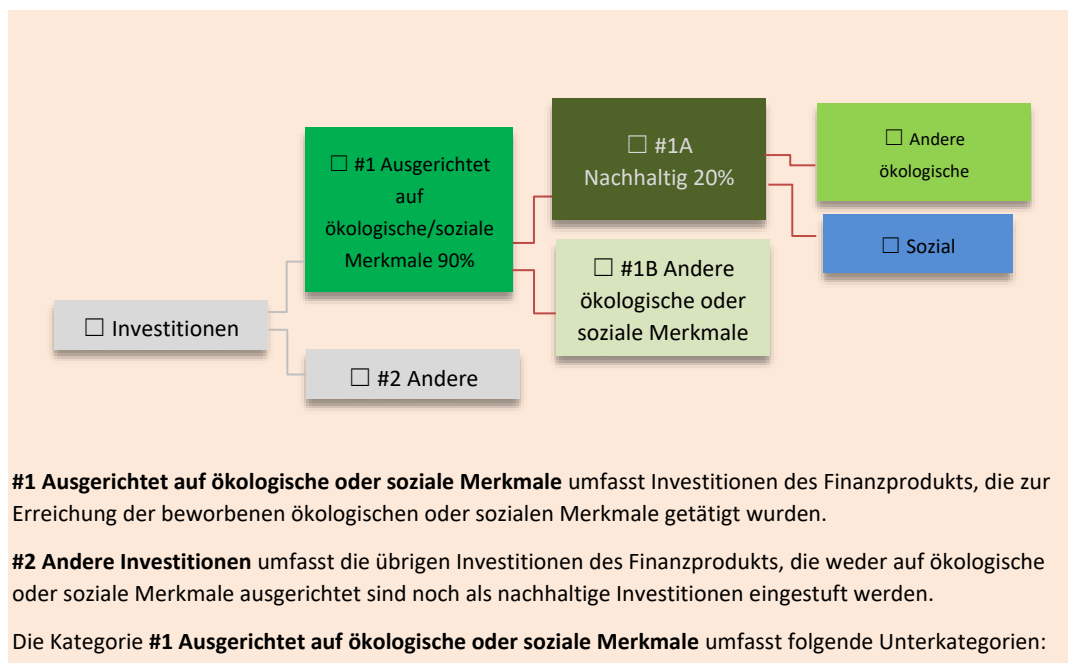 ☐ #1 Ausgerichtet
auf
ökologische/soziale
Merkmale 90%
☐ #1A
Nachhaltig 20%
☐ Andere
ökologische
☐ Sozial
☐ #1B Andere
ökologische oder
soziale Merkmale
☐ Investitionen
☐ #2 Andere
#1 Ausgerichtet auf ökologische oder soziale Merkmale umfasst Investitionen des Finanzprodukts, die zur
Erreichung der beworbenen ökologischen oder sozialen Merkmale getätigt wurden.
#2 Andere Investitionen umfasst die übrigen Investitionen des Finanzprodukts, die weder auf ökologische
oder soziale Merkmale ausgerichtet sind noch als nachhaltige Investitionen eingestuft werden.
Die Kategorie #1 Ausgerichtet auf ökologische oder soziale Merkmale umfasst folgende Unterkategorien: